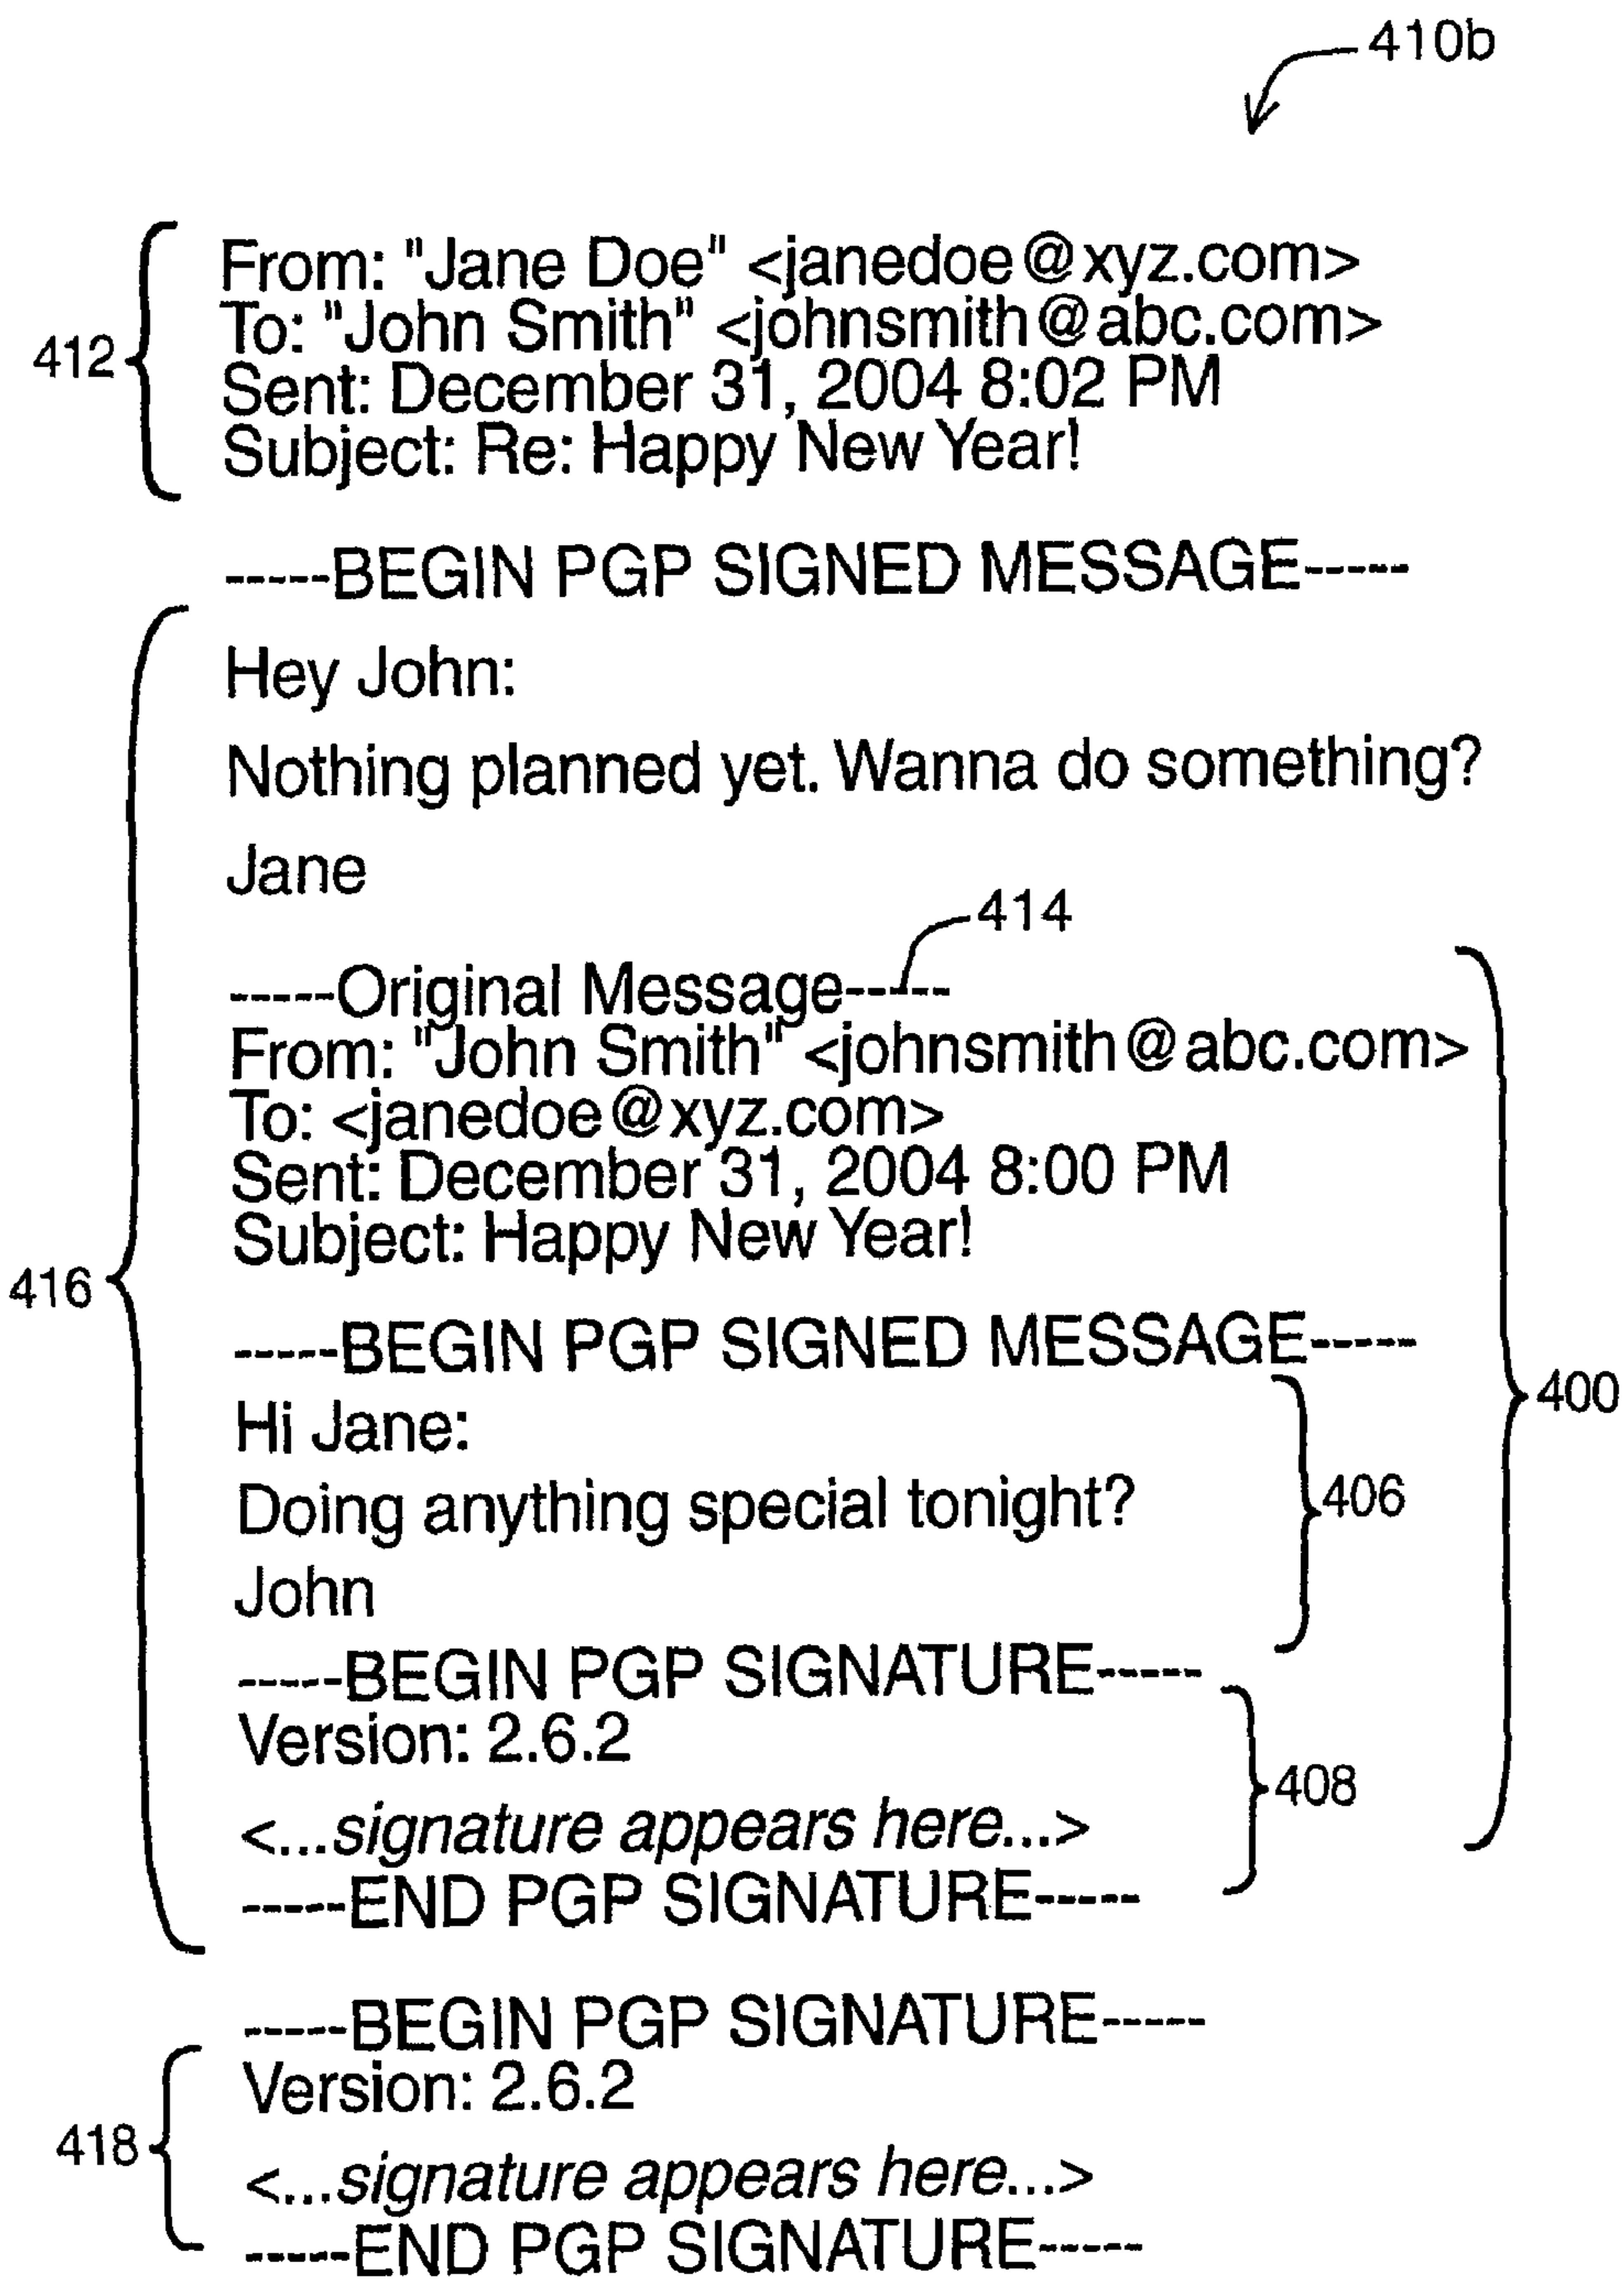 410b
From: "Jane Doe" <janedoe@xyz.com>
To: "John Smith" <johnsmith@abc.com>
412
Sent: December 31, 2004 8:02 PM
Subject: Re: Happy New Year!
-----BEGIN PGP SIGNED MESSAGE-----
Hey John:
Nothing planned yet. Wanna do something?
Jane
414
-----Original Message-----
From: "John Smith" <johnsmith@abc.com>
To: <janedoe@xyz.com>
Sent: December 31, 2004 8:00 PM
Subject: Happy New Year!
416
-----BEGIN PGP SIGNED MESSAGE-----
400
Hi Jane:
Doing anything special tonight?
406
John
-----BEGIN PGP SIGNATURE-----
Version: 2.6.2
408
<...signature appears here...>
-----END PGP SIGNATURE-----
-----BEGIN PGP SIGNATURE-----
Version: 2.6.2
418
<...signature appears here...>
-----END PGP SIGNATURE-----